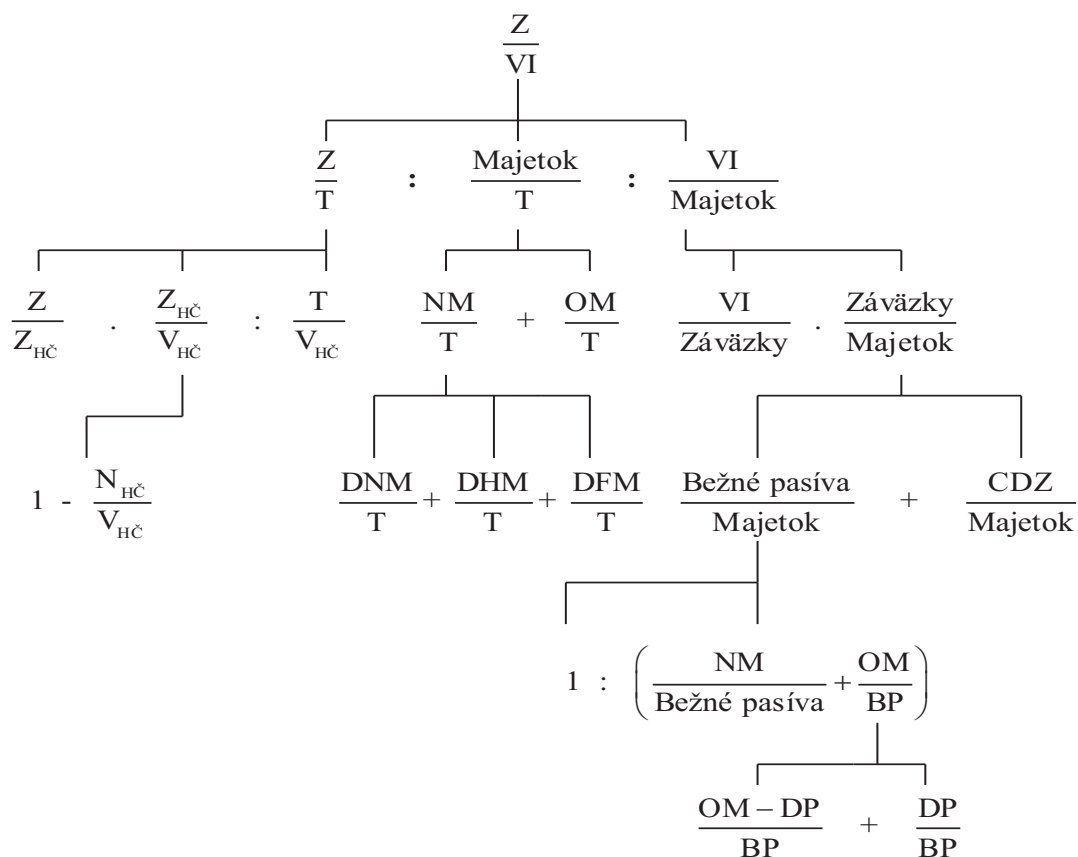 Z/VI
Z/T : Majetok/T : VI/Majetok
Z/Z_HČ . Z_HČ/V_HČ : T/V_HČ NM/T + OM/T VI/Záväzky . Záväzky/Majetok
1 - N_HČ/V_HČ DNM/T + DHM/T + DFM/T Bežné pasíva/Majetok + CDZ/Majetok
1 : (NM/Bežné pasíva + OM/BP)
OM – DP/BP + DP/BP